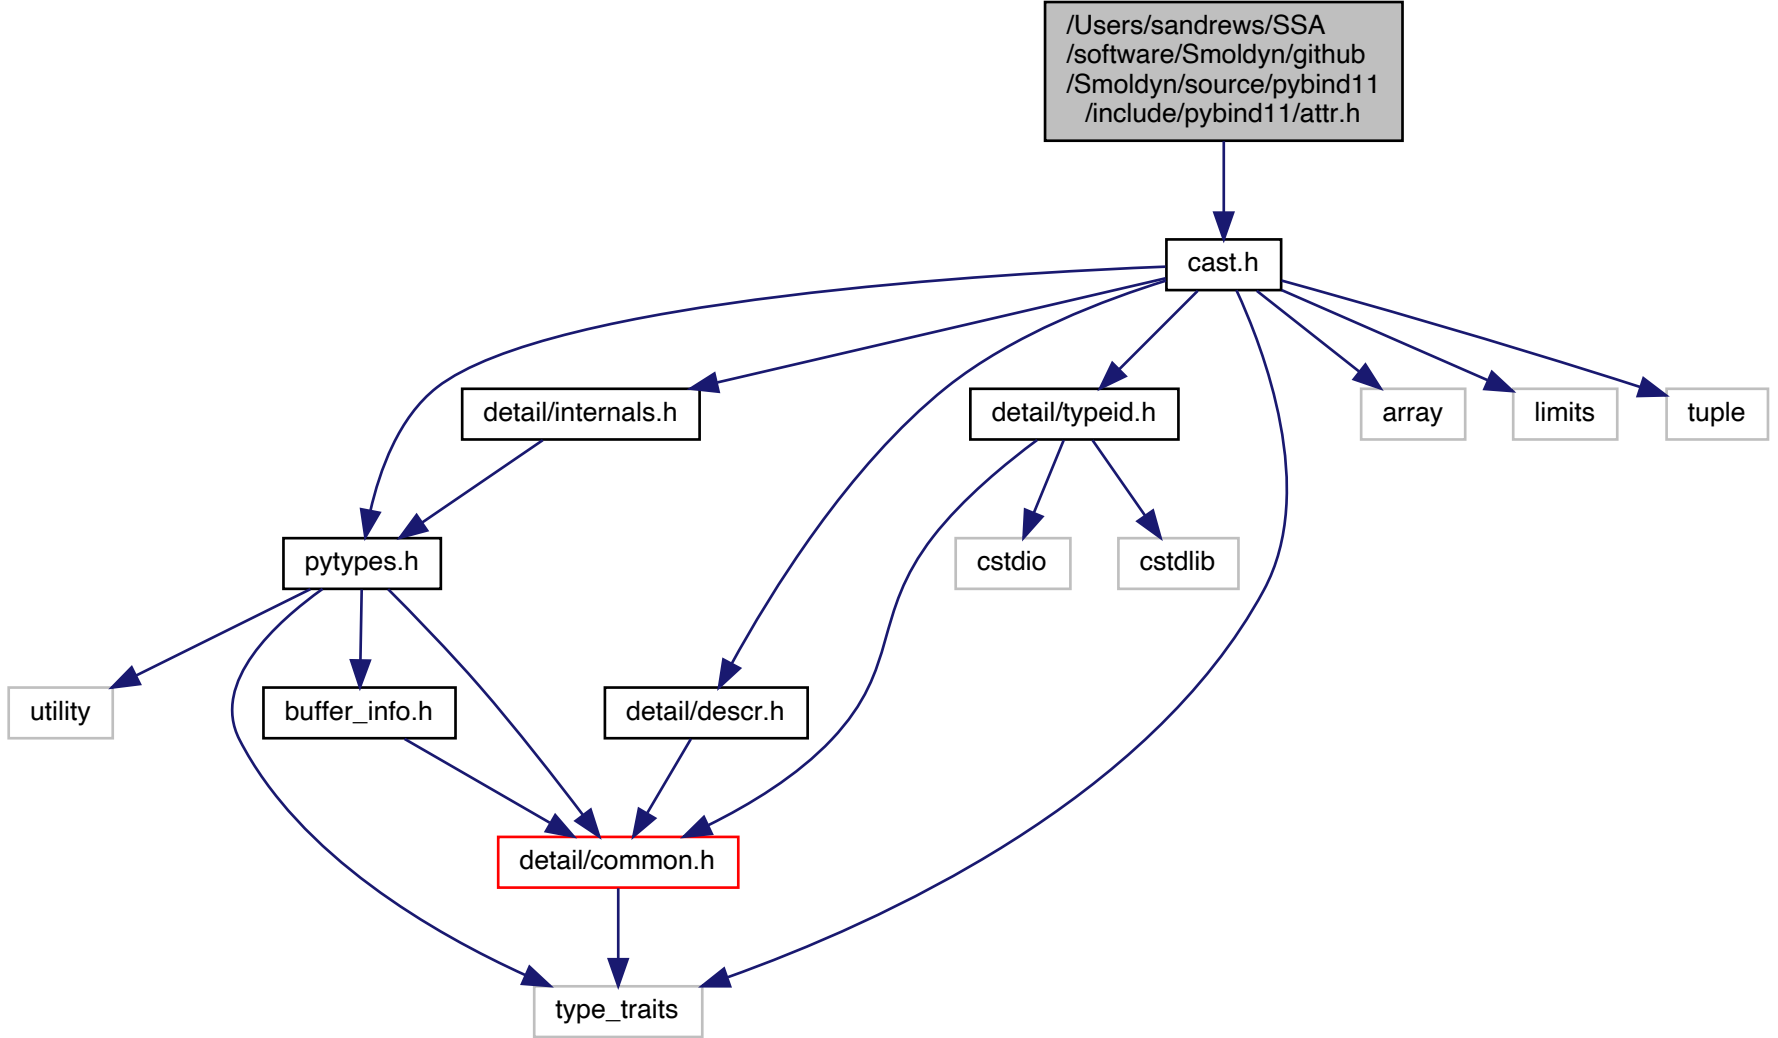 /Users/sandrews/SSA
/software/Smoldyn/github
/Smoldyn/source/pybind11
/include/pybind11/attr.h
cast.h
detail/internals.h
detail/typeid.h
array
limits
tuple
pytypes.h
cstdio
cstdlib
utility
buffer_info.h
detail/descr.h
detail/common.h
type_traits